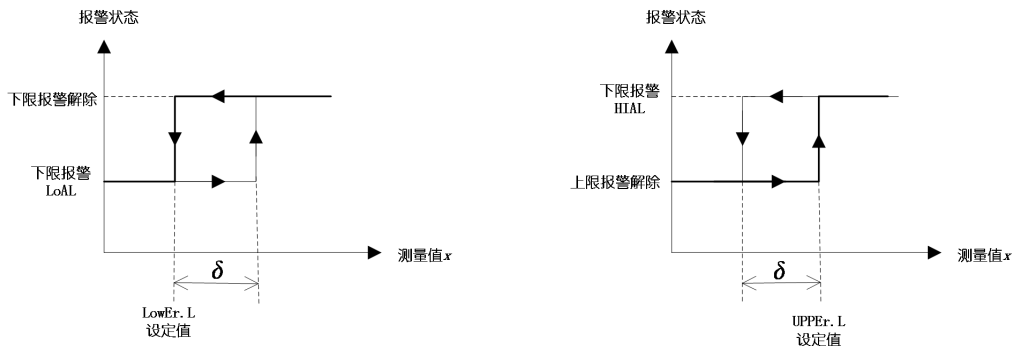 报警状态
下限报警解除
下限报警
LoAL
测量值x
δ
LowEr.L
设定值
报警状态
下限报警
HIAL
上限报警解除
测量值x
δ
UPPEr.L
设定值